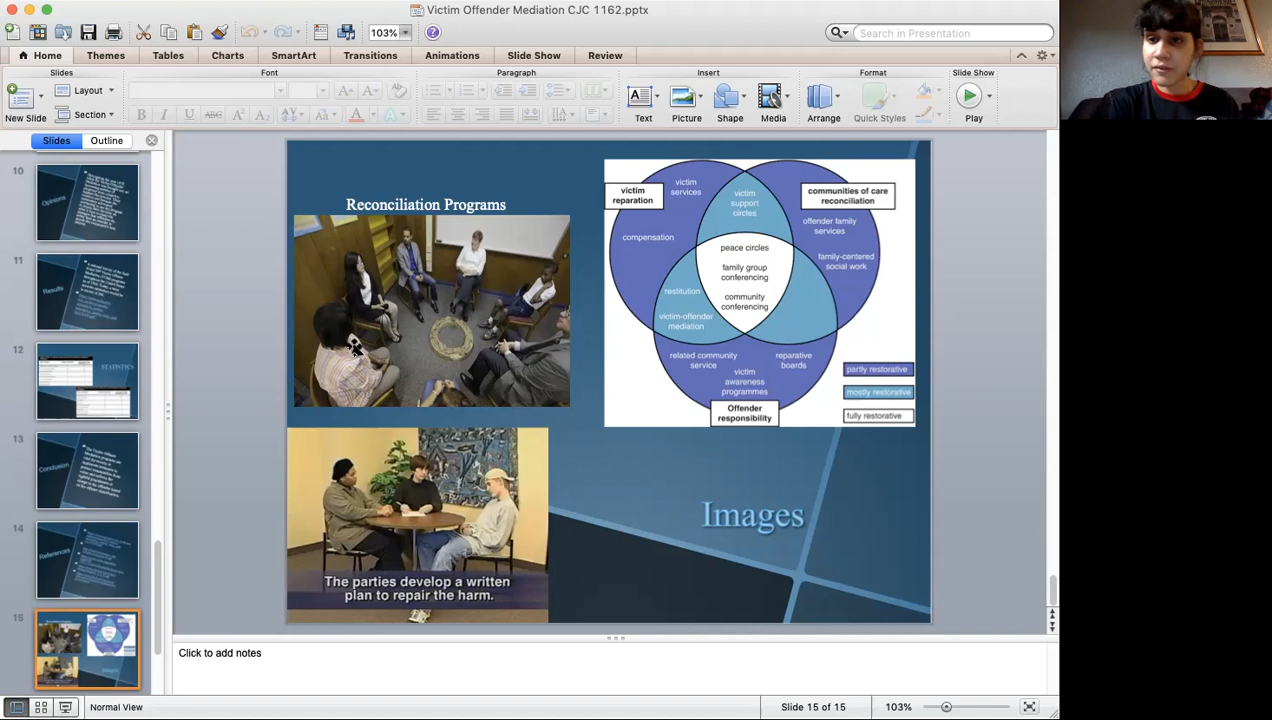 Victim Offender Mediation CJC 1162.pptx
103%
Search in Presentation
Home
Themes
Tables
Charts
SmartArt
Transitions
Animations
Slide Show
Review
Slides
Font
Paragraph
Insert
Format
Slide Show
New Slide
Layout
Section
B I U ABC
Text
Picture
Shape
Media
Arrange
Quick Styles
Play
Slides
Outline
10
Opinions
11
Results
12
STATISTICS
13
Conclusion
14
References
15
Reconciliation Programs
victim
reparation
victim
services
compensation
victim
support
circles
communities of care
reconciliation
offender family
services
family-centered
social work
peace circles
family group
conferencing
community
conferencing
restitution
victim-offender
mediation
related community
service
victim
awareness
programmes
reparative
boards
Offender
responsibility
partly restorative
mostly restorative
fully restorative
The parties develop a written
plan to repair the harm.
Images
Click to add notes
Normal View
Slide 15 of 15
103%